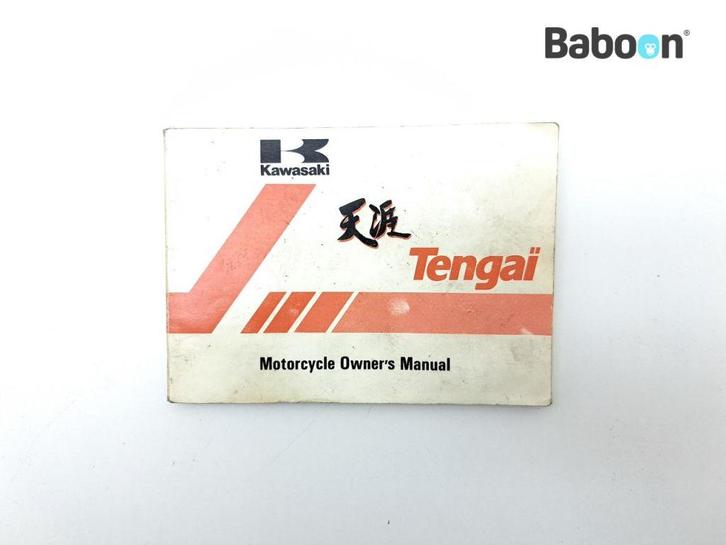 Baboon®
Kawasaki
天涯
Tengaï
Motorcycle Owner's Manual